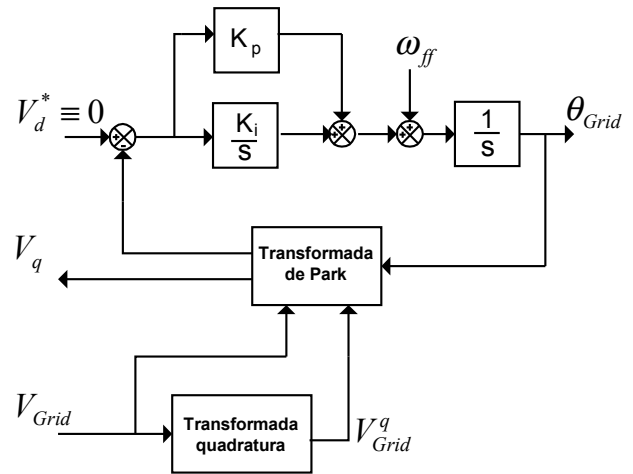 K_p
ω_ff
V_d^* ≡ 0
K_i
s
1
s
θ_Grid
+
-
+
+
+
+
V_q
Transformada
de Park
V_Grid
Transformada
quadratura
V_Grid^q